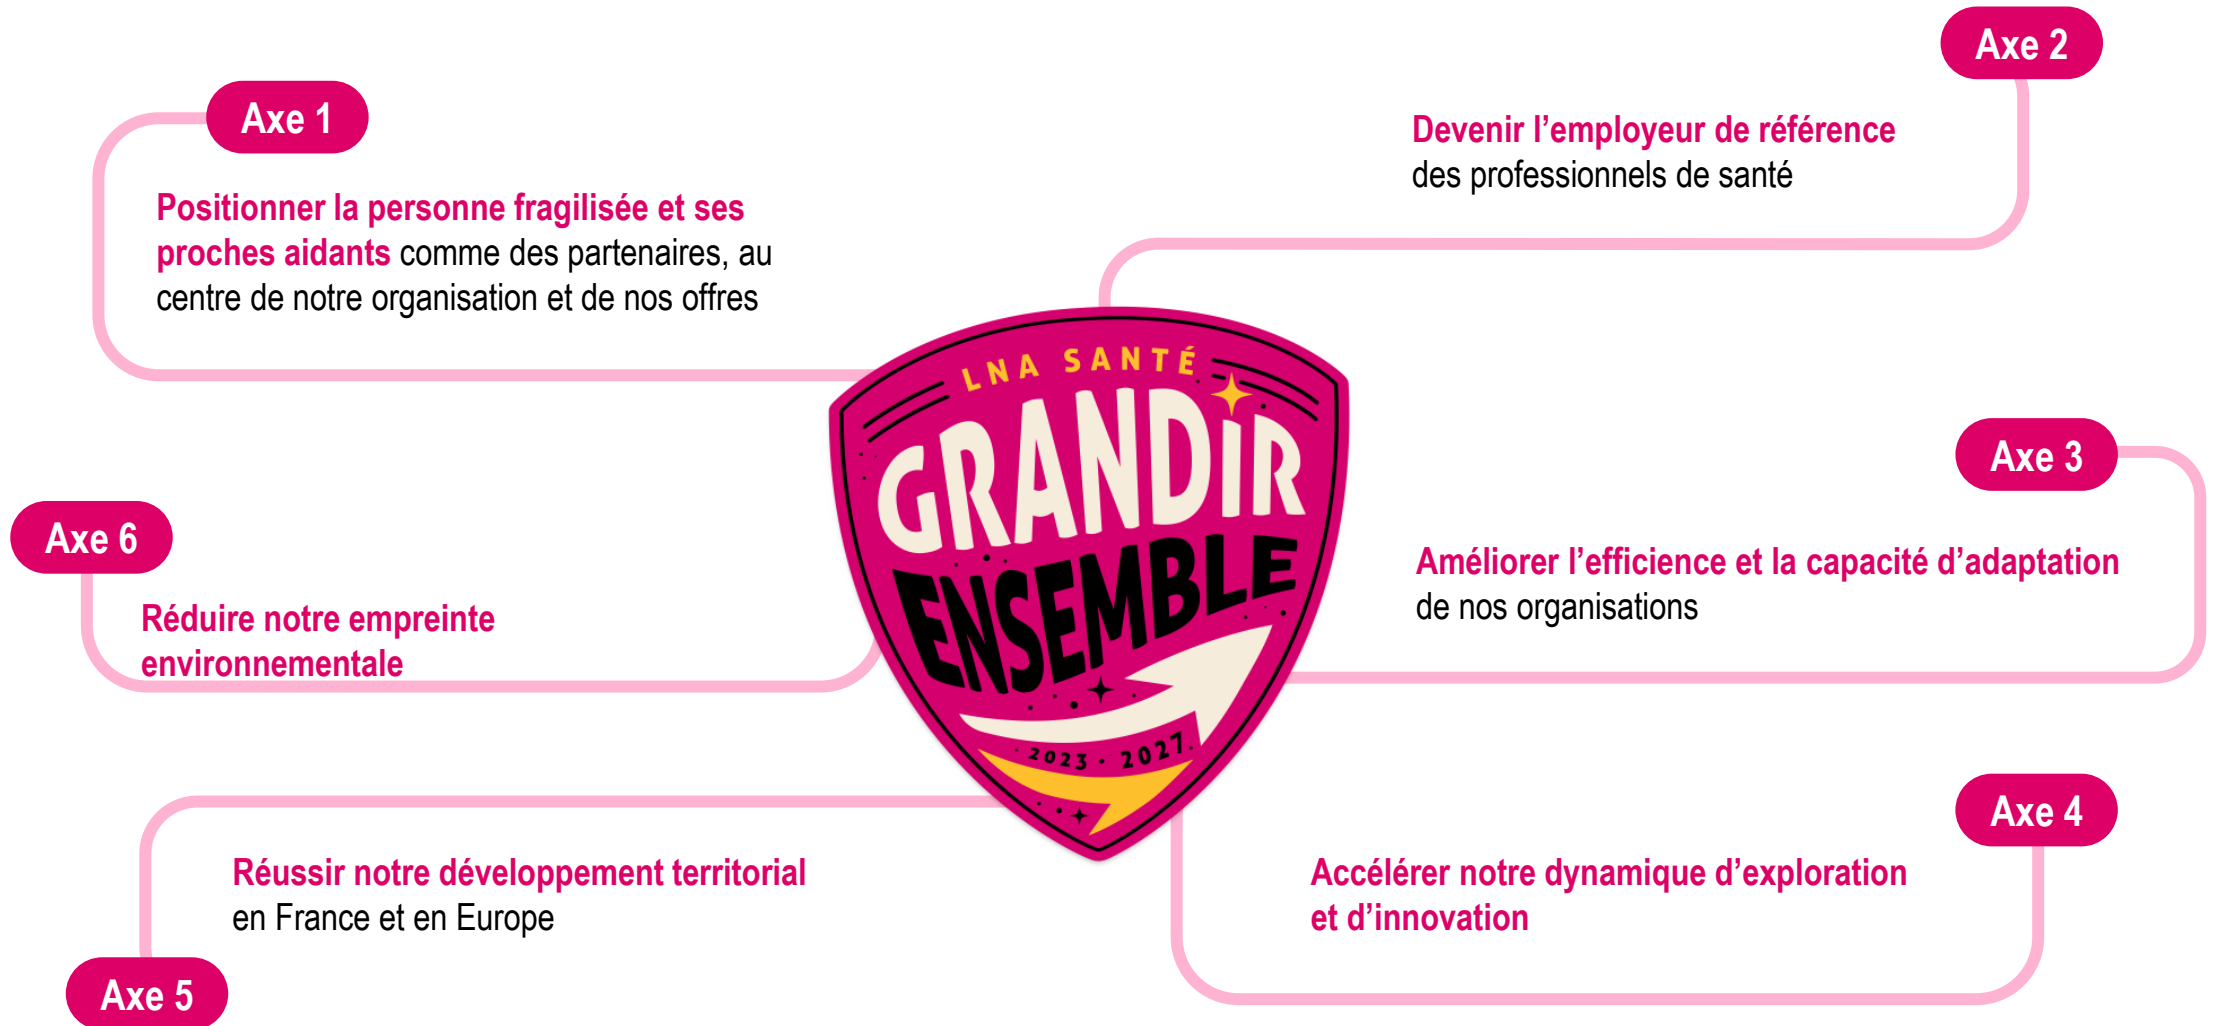 Axe 1
Positionner la personne fragilisée et ses
proches aidants comme des partenaires, au
centre de notre organisation et de nos offres
Axe 2
Devenir l’employeur de référence
des professionnels de santé
LNA SANTÉ
GRANDiR
ENSEMBLE
2023 · 2027
Axe 3
Améliorer l’efficience et la capacité d’adaptation
de nos organisations
Axe 4
Accélérer notre dynamique d’exploration
et d’innovation
Réussir notre développement territorial
en France et en Europe
Axe 5
Axe 6
Réduire notre empreinte
environnementale